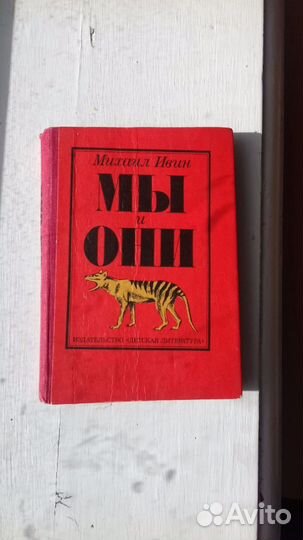 Михаил Ивин
МЫ
и
ОНИ
ИЗДАТЕЛЬСТВО «ДЕТСКАЯ ЛИТЕРАТУРА»
Avito